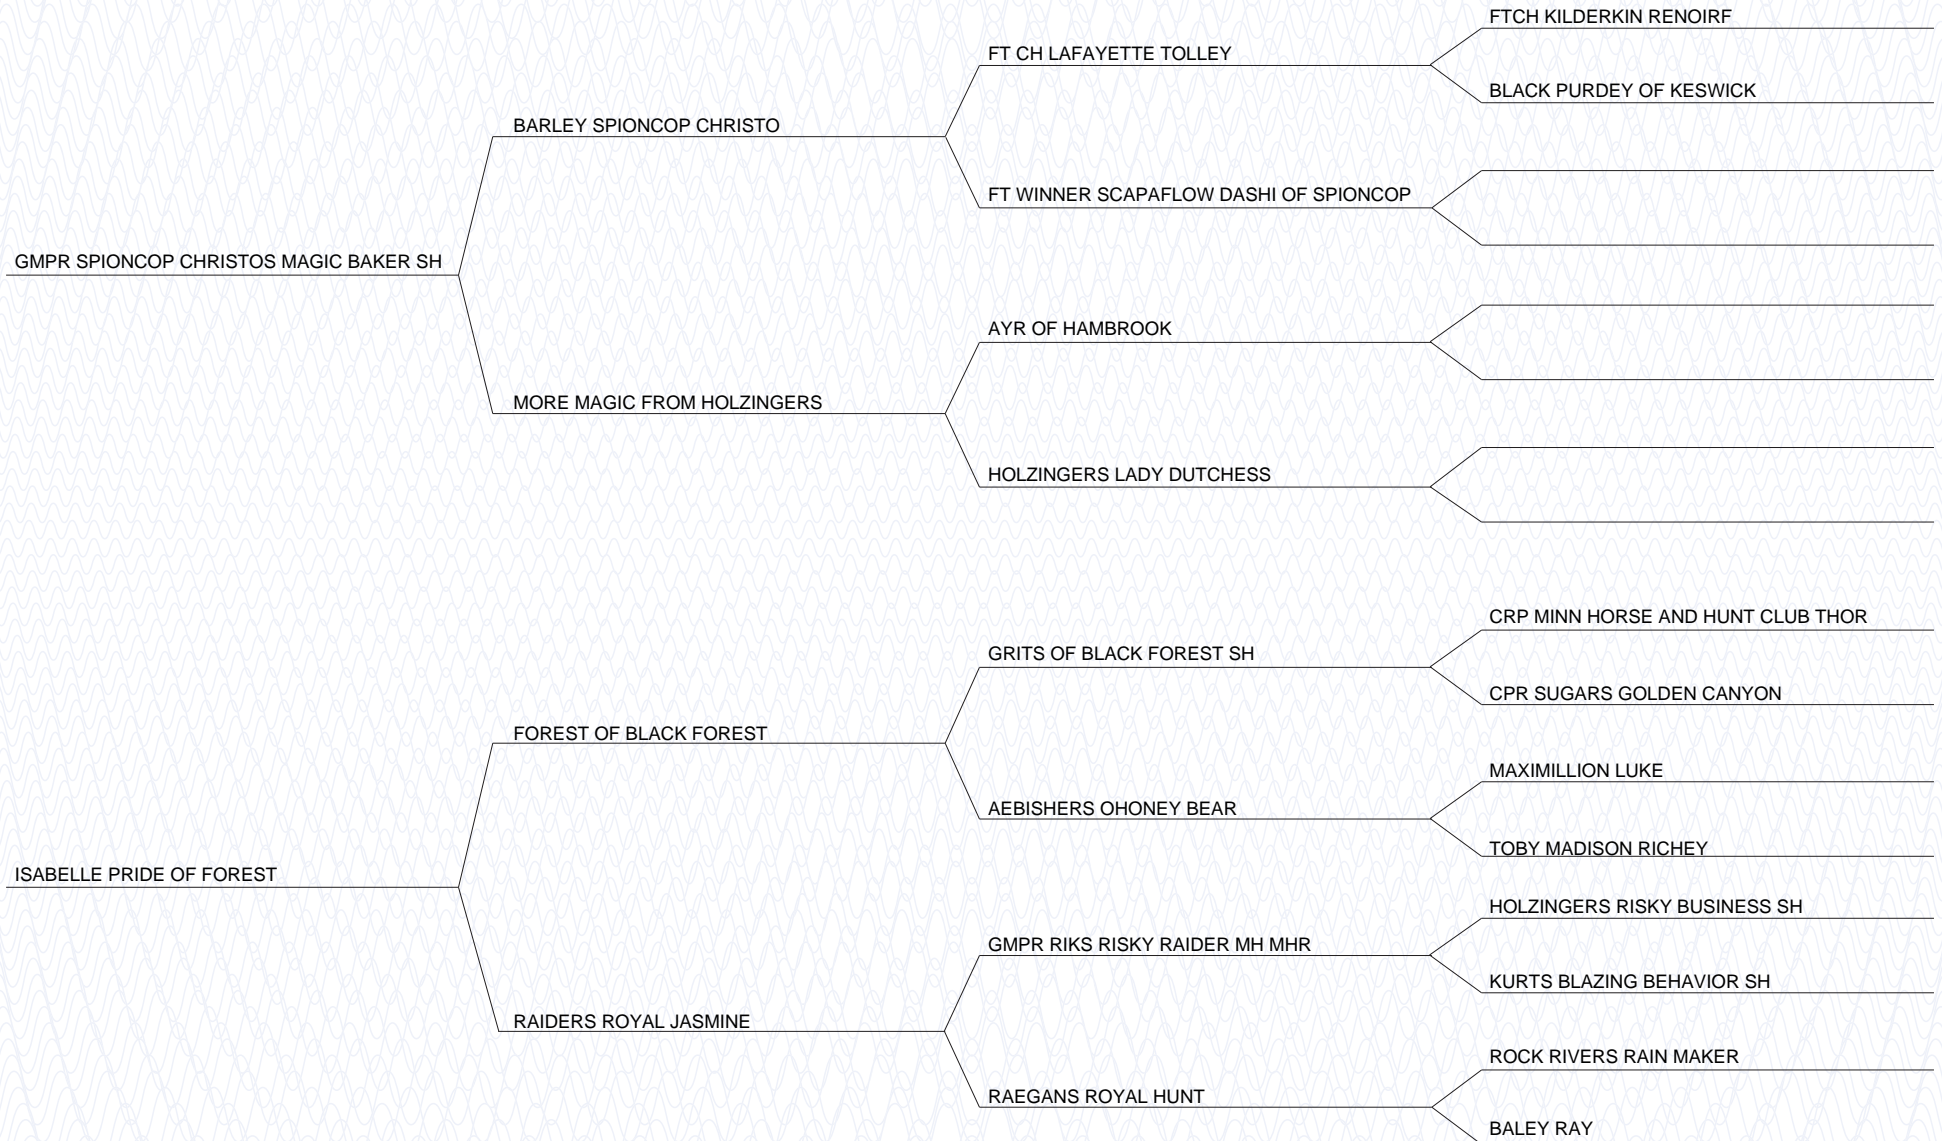 FTCH KILDERKIN RENOIRF
FT CH LAFAYETTE TOLLEY
BLACK PURDEY OF KESWICK
BARLEY SPIONCOP CHRISTO
FT WINNER SCAPAFLOW DASHI OF SPIONCOP
GMPR SPIONCOP CHRISTOS MAGIC BAKER SH
AYR OF HAMBROOK
MORE MAGIC FROM HOLZINGERS
HOLZINGERS LADY DUTCHESS
CRP MINN HORSE AND HUNT CLUB THOR
GRITS OF BLACK FOREST SH
CPR SUGARS GOLDEN CANYON
FOREST OF BLACK FOREST
MAXIMILLION LUKE
AEBISHERS OHONEY BEAR
TOBY MADISON RICHEY
ISABELLE PRIDE OF FOREST
HOLZINGERS RISKY BUSINESS SH
GMPR RIKS RISKY RAIDER MH MHR
KURTS BLAZING BEHAVIOR SH
RAIDERS ROYAL JASMINE
ROCK RIVERS RAIN MAKER
RAEGANS ROYAL HUNT
BALEY RAY